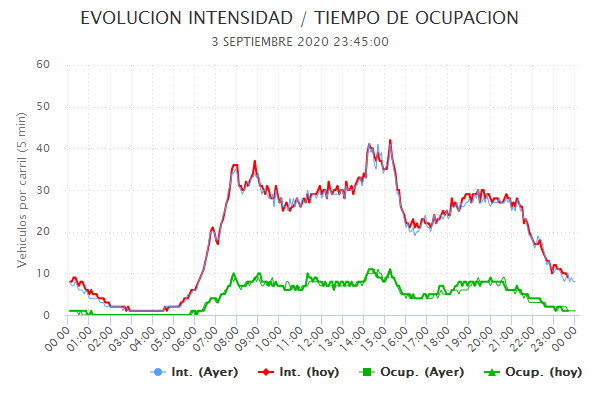 EVOLUCION INTENSIDAD / TIEMPO DE OCUPACION
3 SEPTIEMBRE 2020 23:45:00
Vehiculos por carril (5 min)
60
50
40
30
20
10
0
00:00 01:00 02:00 03:00 04:00 05:00 06:00 07:00 08:00 09:00 10:00 11:00 12:00 13:00 14:00 15:00 16:00 17:00 18:00 19:00 20:00 21:00 22:00 23:00 00:00
Int. (Ayer) Int. (hoy) Ocup. (Ayer) Ocup. (hoy)